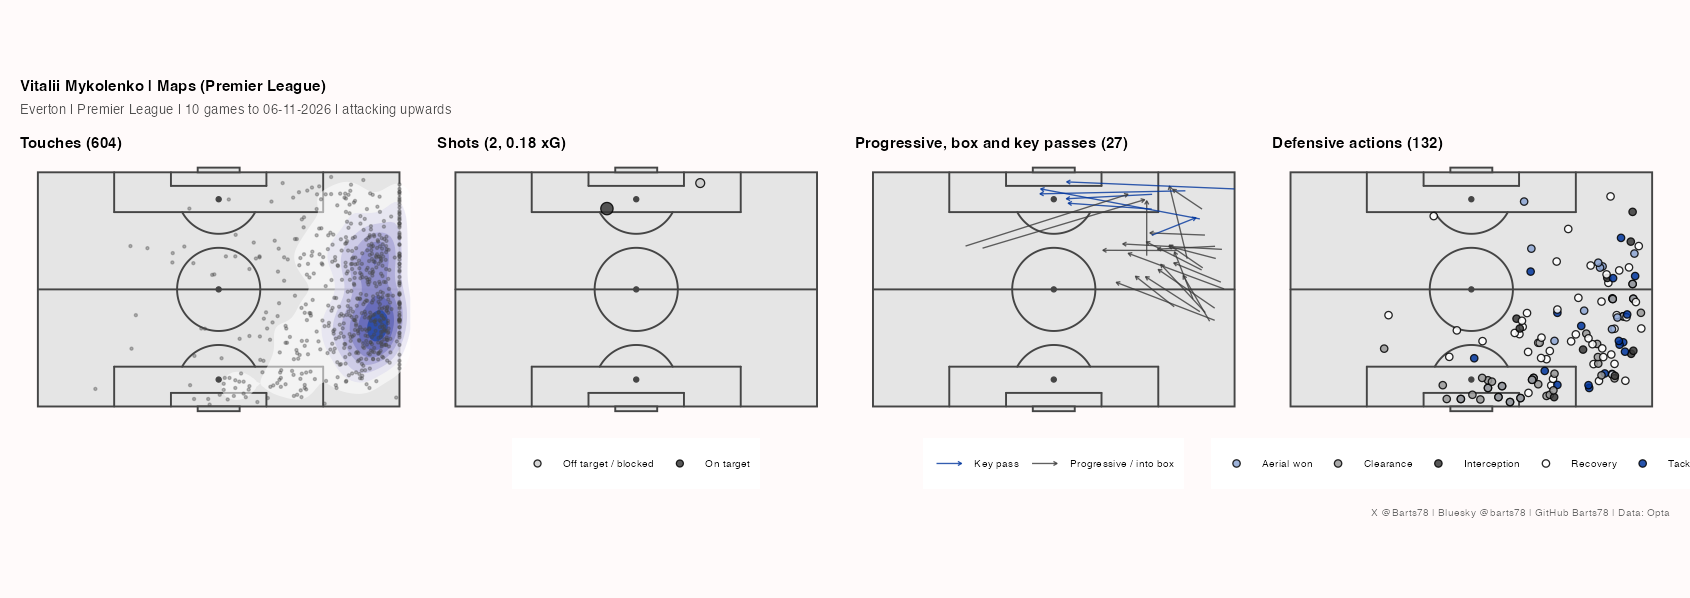 Vitalii Mykolenko | Maps (Premier League)
Everton | Premier League | 10 games to 06-11-2026 | attacking upwards
Touches (604)
Shots (2, 0.18 xG)
Progressive, box and key passes (27)
Defensive actions (132)
Off target / blocked
On target
Key pass
Progressive / into box
Aerial won
Clearance
Interception
Recovery
Tack
X @Barts78 | Bluesky @barts78 | GitHub Barts78 | Data: Opta